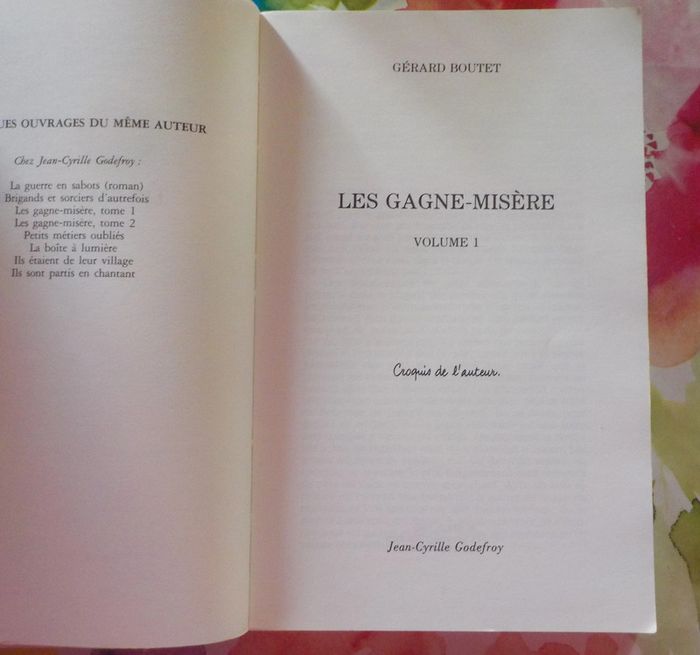 UES OUVRAGES DU MÊME AUTEUR
Chez Jean-Cyrille Godefroy :
La guerre en sabots (roman)
Brigands et sorciers d'autrefois
Les gagne-misère, tome 1
Les gagne-misère, tome 2
Petits métiers oubliés
La boîte à lumière
Ils étaient de leur village
Ils sont partis en chantant
GÉRARD BOUTET
LES GAGNE-MISÈRE
VOLUME 1
Croquis de l'auteur.
Jean-Cyrille Godefroy